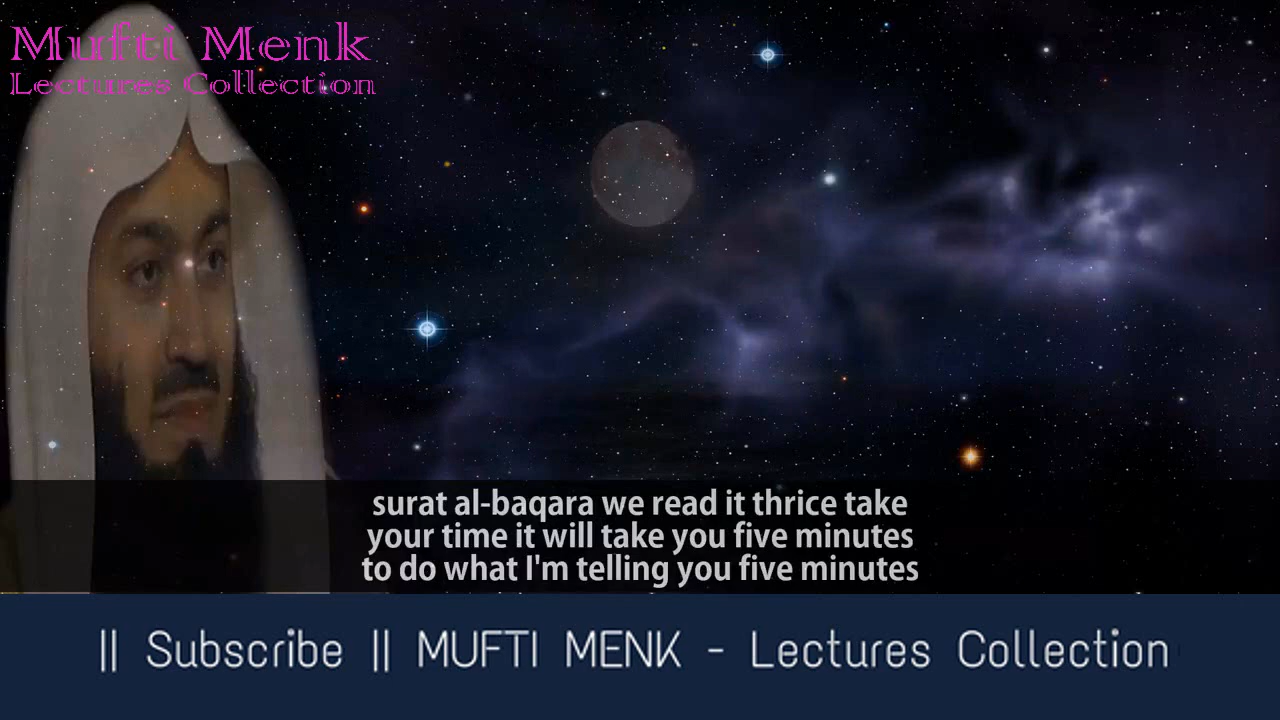 Mufti Menk
Lectures Collection
surat al-baqara we read it thrice take
your time it will take you five minutes
to do what I'm telling you five minutes
|| Subscribe || MUFTI MENK - Lectures Collection